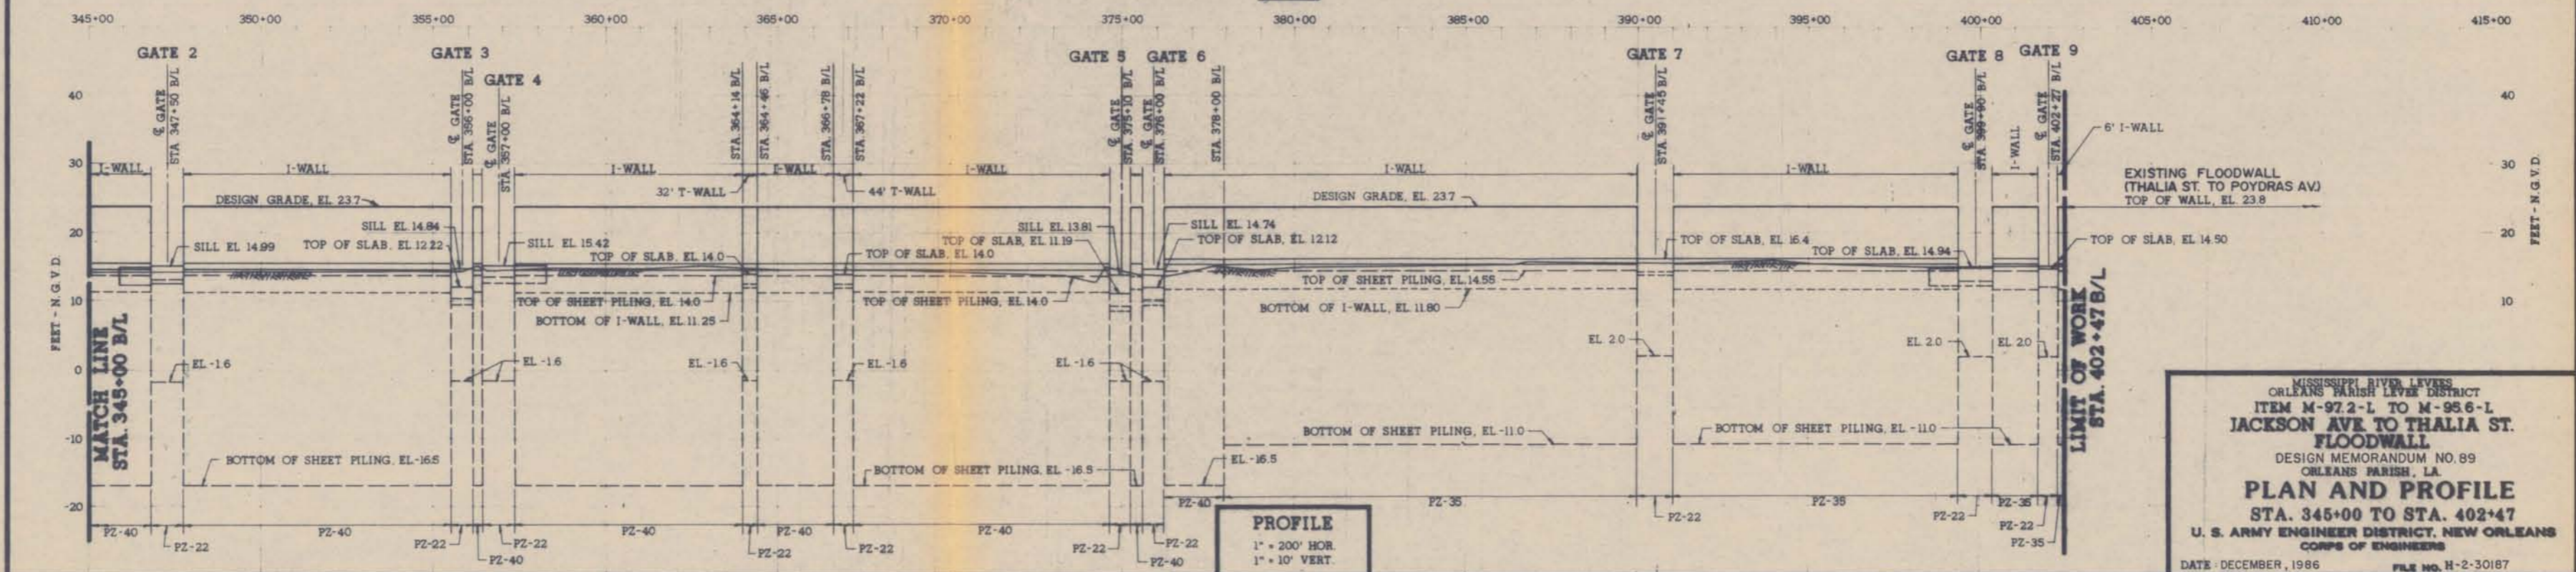 345+00 350+00 355+00 360+00 365+00 370+00 375+00 380+00 385+00 390+00 395+00 400+00 405+00 410+00 415+00
GATE 2
GATE 3
GATE 4
GATE 5
GATE 6
GATE 7
GATE 8
GATE 9
℄ GATE
STA. 347+50 B/L
℄ GATE
STA. 356+00 B/L
℄ GATE
STA. 357+00 B/L
STA. 364+14 B/L
STA. 364+46 B/L
STA. 366+78 B/L
STA. 367+22 B/L
℄ GATE
STA. 375+10 B/L
℄ GATE
STA. 376+00 B/L
STA. 378+00 B/L
℄ GATE
STA. 391+45 B/L
℄ GATE
STA. 399+90 B/L
I-WALL
℄ GATE
STA. 402+27 B/L
6' I-WALL
40
30
20
10
0
-10
-20
FEET - N.G.V.D.
40
30
20
10
FEET - N.G.V.D.
I-WALL
I-WALL
I-WALL
32' T-WALL
I-WALL
44' T-WALL
I-WALL
I-WALL
I-WALL
EXISTING FLOODWALL
(THALIA ST. TO POYDRAS AV.)
TOP OF WALL, EL. 23.8
DESIGN GRADE, EL. 23.7
DESIGN GRADE, EL. 23.7
SILL EL 14.99
SILL EL 14.84
TOP OF SLAB, EL 12.22
SILL EL 15.42
TOP OF SLAB, EL 14.0
TOP OF SLAB, EL 14.0
SILL EL 13.81
TOP OF SLAB, EL 11.19
SILL EL 14.74
TOP OF SLAB, EL 12.12
TOP OF SLAB, EL 16.4
TOP OF SLAB, EL 14.94
TOP OF SLAB, EL 14.50
TOP OF SHEET PILING, EL 14.0
BOTTOM OF I-WALL, EL 11.25
TOP OF SHEET PILING, EL 14.0
TOP OF SHEET PILING, EL 14.55
BOTTOM OF I-WALL, EL 11.80
EL -1.6
EL -1.6
EL -1.6
EL -1.6
EL -1.6
EL 2.0
EL 2.0
EL 2.0
BOTTOM OF SHEET PILING, EL -16.5
BOTTOM OF SHEET PILING, EL -16.5
EL -16.5
BOTTOM OF SHEET PILING, EL -11.0
BOTTOM OF SHEET PILING, EL -11.0
MATCH LINE
STA. 345+00 B/L
LIMIT OF WORK
STA. 402+47 B/L
PZ-40
PZ-22
PZ-40
PZ-22
PZ-40
PZ-22
PZ-40
PZ-22
PZ-40
PZ-22
PZ-40
PZ-22
PZ-40
PZ-22
PZ-40
PZ-35
PZ-22
PZ-35
PZ-22
PZ-35
PZ-22
PZ-35
PROFILE
1" = 200' HOR.
1" = 10' VERT.
MISSISSIPPI RIVER LEVEES
ORLEANS PARISH LEVEE DISTRICT
ITEM M-97.2-L TO M-95.6-L
JACKSON AVE. TO THALIA ST.
FLOODWALL
DESIGN MEMORANDUM NO. 89
ORLEANS PARISH, LA.
PLAN AND PROFILE
STA. 345+00 TO STA. 402+47
U. S. ARMY ENGINEER DISTRICT, NEW ORLEANS
CORPS OF ENGINEERS
DATE: DECEMBER, 1986 FILE NO. H-2-30187